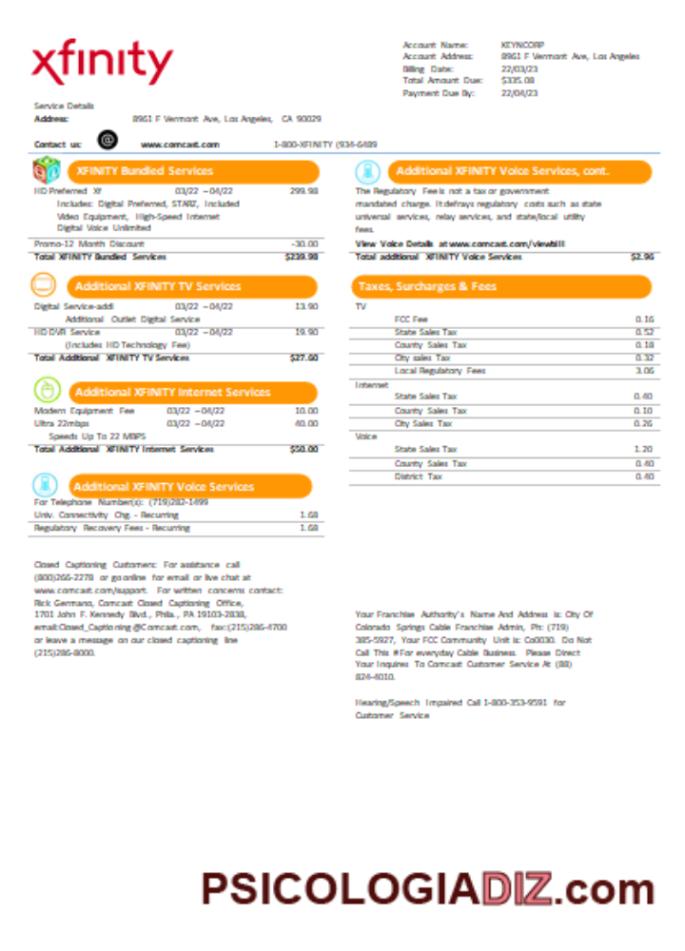 xfinity
Account Name: KEYNCORP
Account Address: 8961 F Vermont Ave, Los Angeles
Billing Date: 22/03/23
Total Amount Due: $335.08
Payment Due By: 22/04/23
Service Details
Address: 8961 F Vermont Ave, Los Angeles, CA 90029
Contact us: @ www.comcast.com 1-800-XFINITY (934-6489
XFINITY Bundled Services
HD Preferred Xf 03/22 –04/22 299.98
Includes: Digital Preferred, STARZ, Included
Video Equipment, High-Speed Internet
Digital Voice Unlimited
Promo-12 Month Discount -30.00
Total XFINITY Bundled Services $239.98
Additional XFINITY TV Services
Digital Service-addl 03/22 –04/22 13.90
Additional Outlet Digital Service
HD DVR Service 03/22 –04/22 19.90
(Includes HD Technology Fee)
Total Additional XFINITY TV Services $27.60
Additional XFINITY Internet Services
Modem Equipment Fee 03/22 –04/22 10.00
Ultra 22mbps 03/22 –04/22 40.00
Speeds Up To 22 MBPS
Total Additional XFINITY Internet Services $50.00
Additional XFINITY Voice Services
For Telephone Number(s): (719)282-1499
Univ. Connectivity Chg. - Recurring 1.68
Regulatory Recovery Fees - Recurring 1.68
Closed Captioning Customers: For assistance call
(800)266-2278 or go online for email or live chat at
www.comcast.com/support. For written concerns contact:
Rick Germano, Comcast Closed Captioning Office,
1701 John F. Kennedy Blvd., Phila., PA 19103-2838,
email:Closed_Captioning@Comcast.com, fax:(215)286-4700
or leave a message on our closed captioning line
(215)286-8000.
Additional XFINITY Voice Services, cont.
The Regulatory Fee is not a tax or government
mandated charge. It defrays regulatory costs such as state
universal services, relay services, and state/local utility
fees.
View Voice Details at www.comcast.com/viewbill
Total additional XFINITY Voice Services $2.96
Taxes, Surcharges & Fees
TV
FCC Fee 0.16
State Sales Tax 0.52
County Sales Tax 0.18
City sales Tax 0.32
Local Regulatory Fees 3.06
Internet
State Sales Tax 0.40
County Sales Tax 0.10
City Sales Tax 0.26
Voice
State Sales Tax 1.20
County Sales Tax 0.40
District Tax 0.40
Your Franchise Authority's Name And Address is: City Of
Colorado Springs Cable Franchise Admin, Ph: (719)
385-5927, Your FCC Community Unit is: Co0030. Do Not
Call This #For everyday Cable Business. Please Direct
Your Inquires To Comcast Customer Service At (88)
824-4010.
Hearing/Speech Impaired Call 1-800-353-9591 for
Customer Service
PSICOLOGIADIZ.com